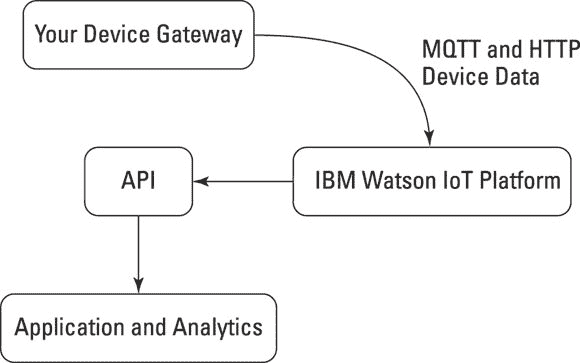 Your Device Gateway
MQTT and HTTP
Device Data
API
IBM Watson IoT Platform
Application and Analytics